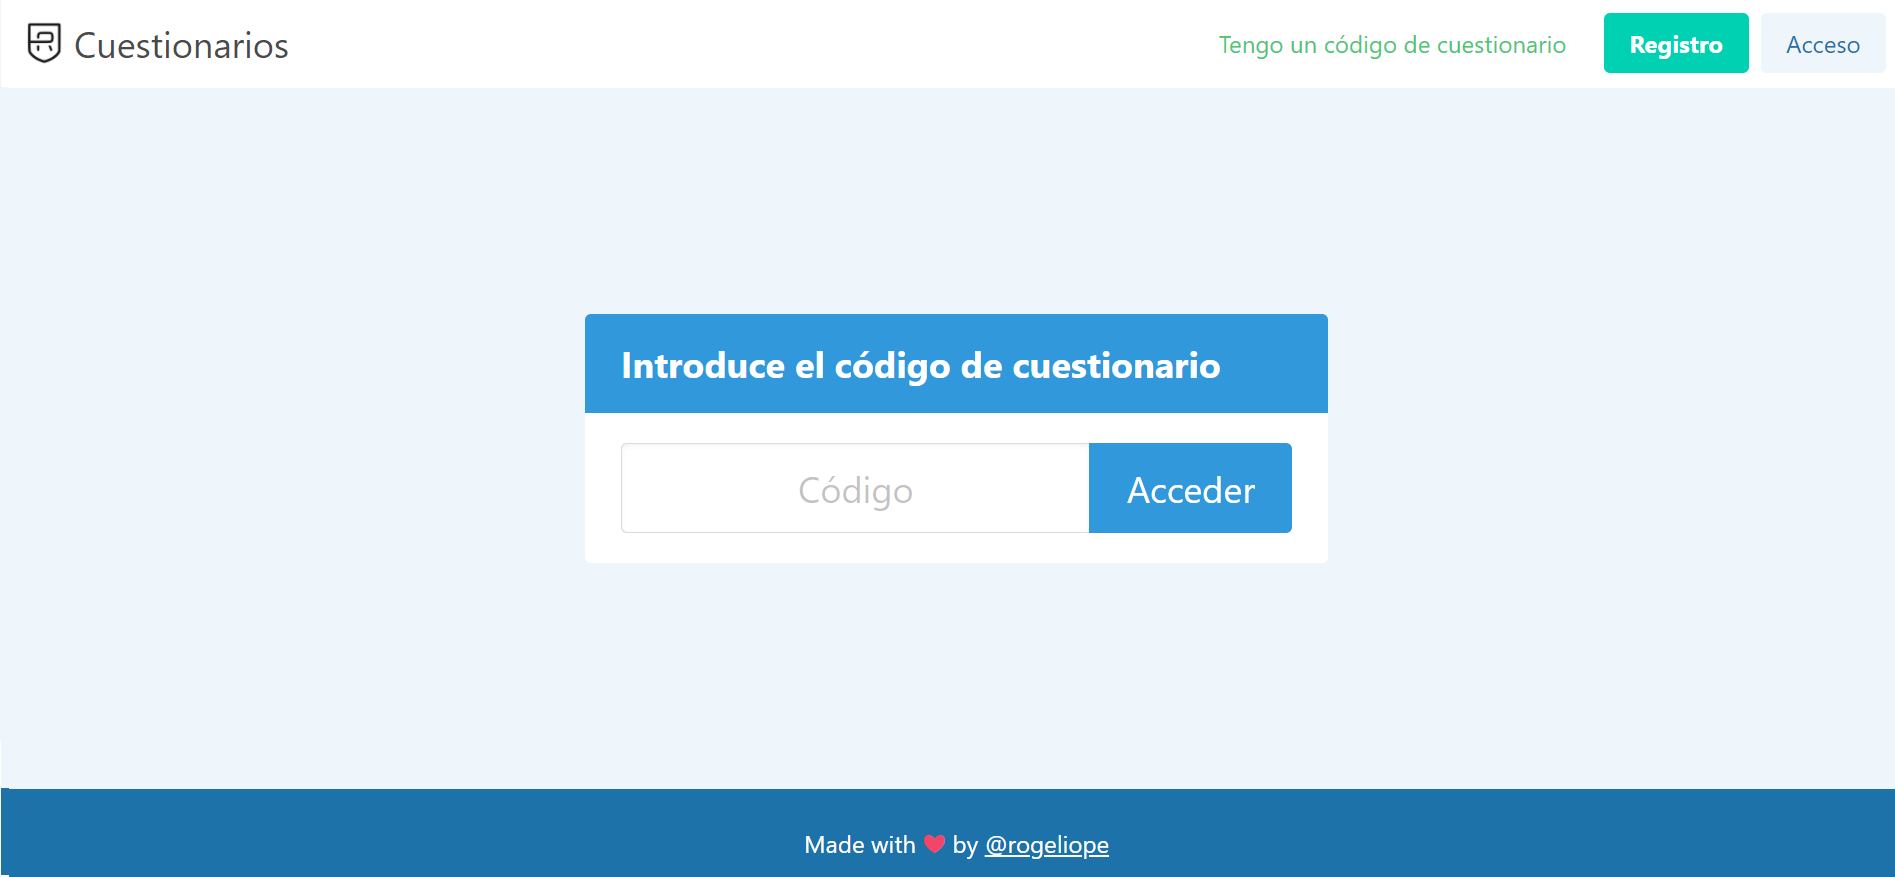 Cuestionarios
Tengo un código de cuestionario
Registro
Acceso
Introduce el código de cuestionario
Código
Acceder
Made with ❤ by @rogeliope